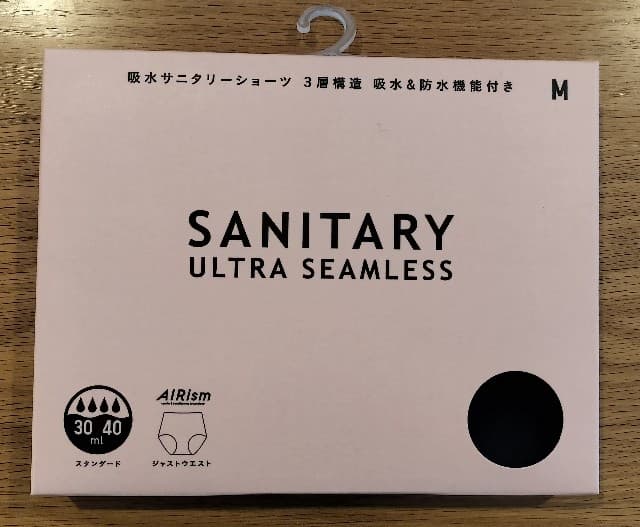 吸水サニタリーショーツ 3層構造 吸水&防水機能付き M
SANITARY
ULTRA SEAMLESS
AIRism
30 40
ml
スタンダード
ジャストウエスト